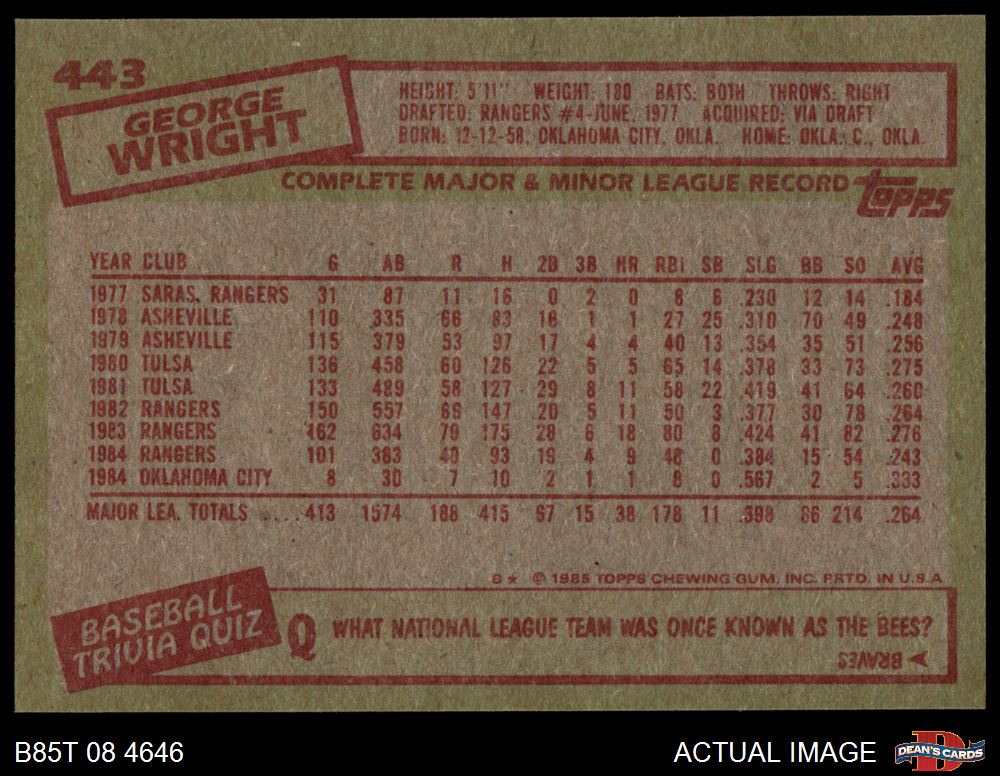 443
GEORGE
WRIGHT
HEIGHT: 5'11" WEIGHT: 180 BATS: BOTH THROWS: RIGHT
DRAFTED: RANGERS #4-JUNE, 1977 ACQUIRED: VIA DRAFT
BORN: 12-12-58, OKLAHOMA CITY, OKLA. HOME: OKLA. C., OKLA.
COMPLETE MAJOR & MINOR LEAGUE RECORD topps
YEAR CLUB G AB R H 2B 3B HR RBI SB SLG BB SO AVG
1977 SARAS. RANGERS 31 87 11 16 0 2 0 8 6 .230 12 14 .184
1978 ASHEVILLE 110 335 66 83 16 1 1 27 25 .310 70 49 .248
1979 ASHEVILLE 115 379 53 97 17 4 4 40 13 .354 35 51 .256
1980 TULSA 136 458 60 126 22 5 5 65 14 .378 33 73 .275
1981 TULSA 133 489 58 127 29 8 11 58 22 .419 41 64 .260
1982 RANGERS 150 557 69 147 20 5 11 50 3 .377 30 78 .264
1983 RANGERS 162 634 79 175 28 6 18 80 8 .424 41 82 .276
1984 RANGERS 101 383 40 93 19 4 9 48 0 .384 15 54 .243
1984 OKLAHOMA CITY 8 30 7 10 2 1 1 8 0 .567 2 5 .333
MAJOR LEA. TOTALS .....413 1574 188 415 67 15 38 178 11 .398 86 214 .264
B★ © 1985 TOPPS CHEWING GUM, INC. PRTD. IN U.S.A
BASEBALL
TRIVIA QUIZ
Q WHAT NATIONAL LEAGUE TEAM WAS ONCE KNOWN AS THE BEES?
BRAVES
B85T 08 4646
ACTUAL IMAGE
D
DEAN'S CARDS